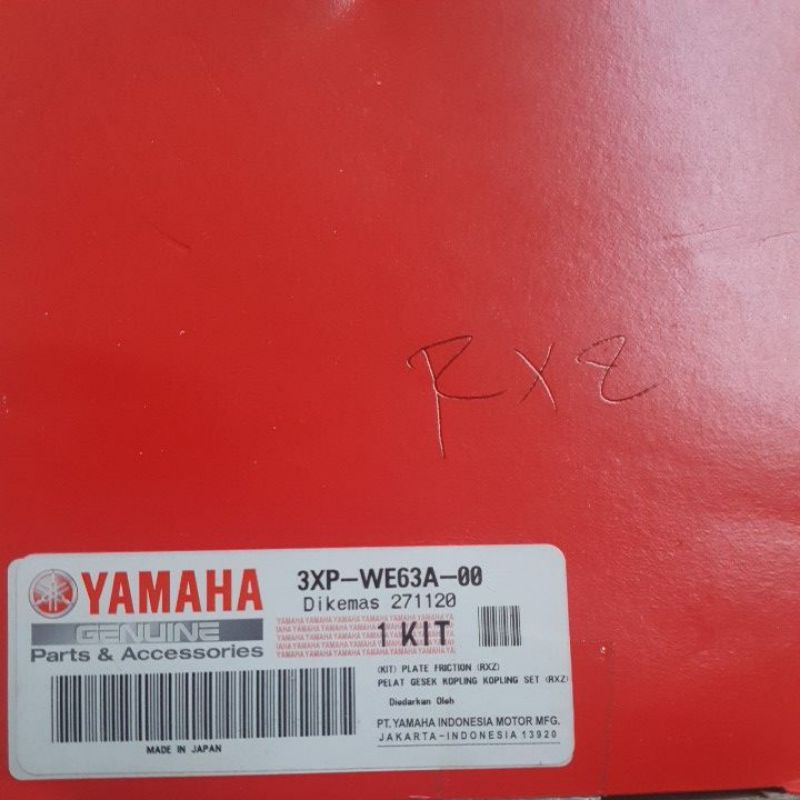 RXZ
YAMAHA
GENUINE
Parts & Accessories
3XP-WE63A-00
Dikemas 271120
1 KIT
(KIT) PLATE FRICTION (RXZ)
PELAT GESEK KOPLING KOPLING SET (RXZ)
Diedarkan Oleh
PT. YAMAHA INDONESIA MOTOR MFG.
JAKARTA-INDONESIA 13920
MADE IN JAPAN